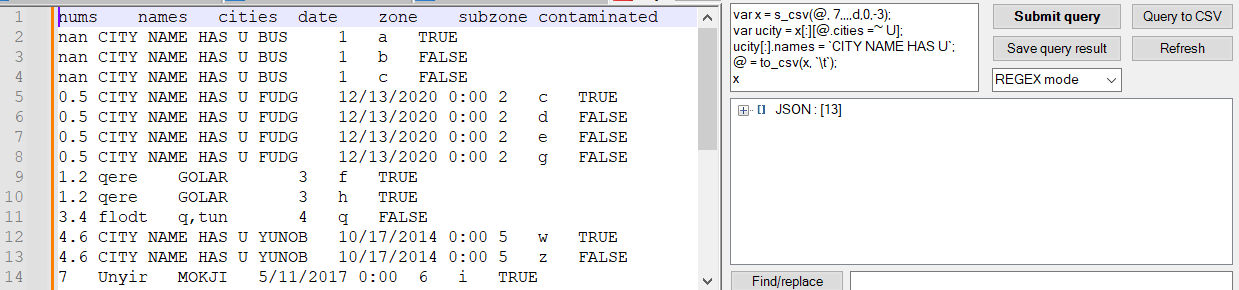 1 nums names cities date zone subzone contaminated
2 nan CITY NAME HAS U BUS 1 a TRUE
3 nan CITY NAME HAS U BUS 1 b FALSE
4 nan CITY NAME HAS U BUS 1 c FALSE
5 0.5 CITY NAME HAS U FUDG 12/13/2020 0:00 2 c TRUE
6 0.5 CITY NAME HAS U FUDG 12/13/2020 0:00 2 d FALSE
7 0.5 CITY NAME HAS U FUDG 12/13/2020 0:00 2 e FALSE
8 0.5 CITY NAME HAS U FUDG 12/13/2020 0:00 2 g FALSE
9 1.2 qere GOLAR 3 f TRUE
10 1.2 qere GOLAR 3 h TRUE
11 3.4 flodt q,tun 4 q FALSE
12 4.6 CITY NAME HAS U YUNOB 10/17/2014 0:00 5 w TRUE
13 4.6 CITY NAME HAS U YUNOB 10/17/2014 0:00 5 z FALSE
14 7 Unyir MOKJI 5/11/2017 0:00 6 i TRUE
var x = s_csv(@, 7,,,,d,0,-3);
var ucity = x[:][@.cities =~ U];
ucity[:].names = `CITY NAME HAS U`;
@ = to_csv(x, `\t`);
x
Submit query
Query to CSV
Save query result
Refresh
REGEX mode
[] JSON : [13]
Find/replace